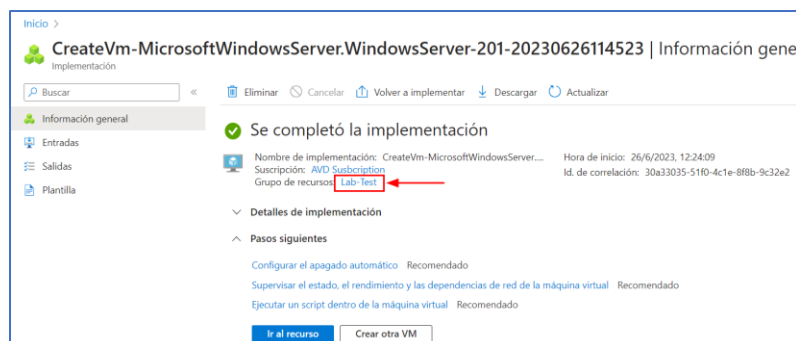 Inicio >
CreateVm-MicrosoftWindowsServer.WindowsServer-201-20230626114523 | Información gene
Implementación
Buscar
«
Eliminar Cancelar Volver a implementar Descargar Actualizar
Información general
Entradas
Salidas
Plantilla
Se completó la implementación
Nombre de implementación: CreateVm-MicrosoftWindowsServer....
Suscripción: AVD Susbcription
Grupo de recursos: Lab-Test
Hora de inicio: 26/6/2023, 12:24:09
Id. de correlación: 30a33035-51f0-4c1e-8f8b-9c32e2
Detalles de implementación
Pasos siguientes
Configurar el apagado automático Recomendado
Supervisar el estado, el rendimiento y las dependencias de red de la máquina virtual Recomendado
Ejecutar un script dentro de la máquina virtual Recomendado
Ir al recurso Crear otra VM